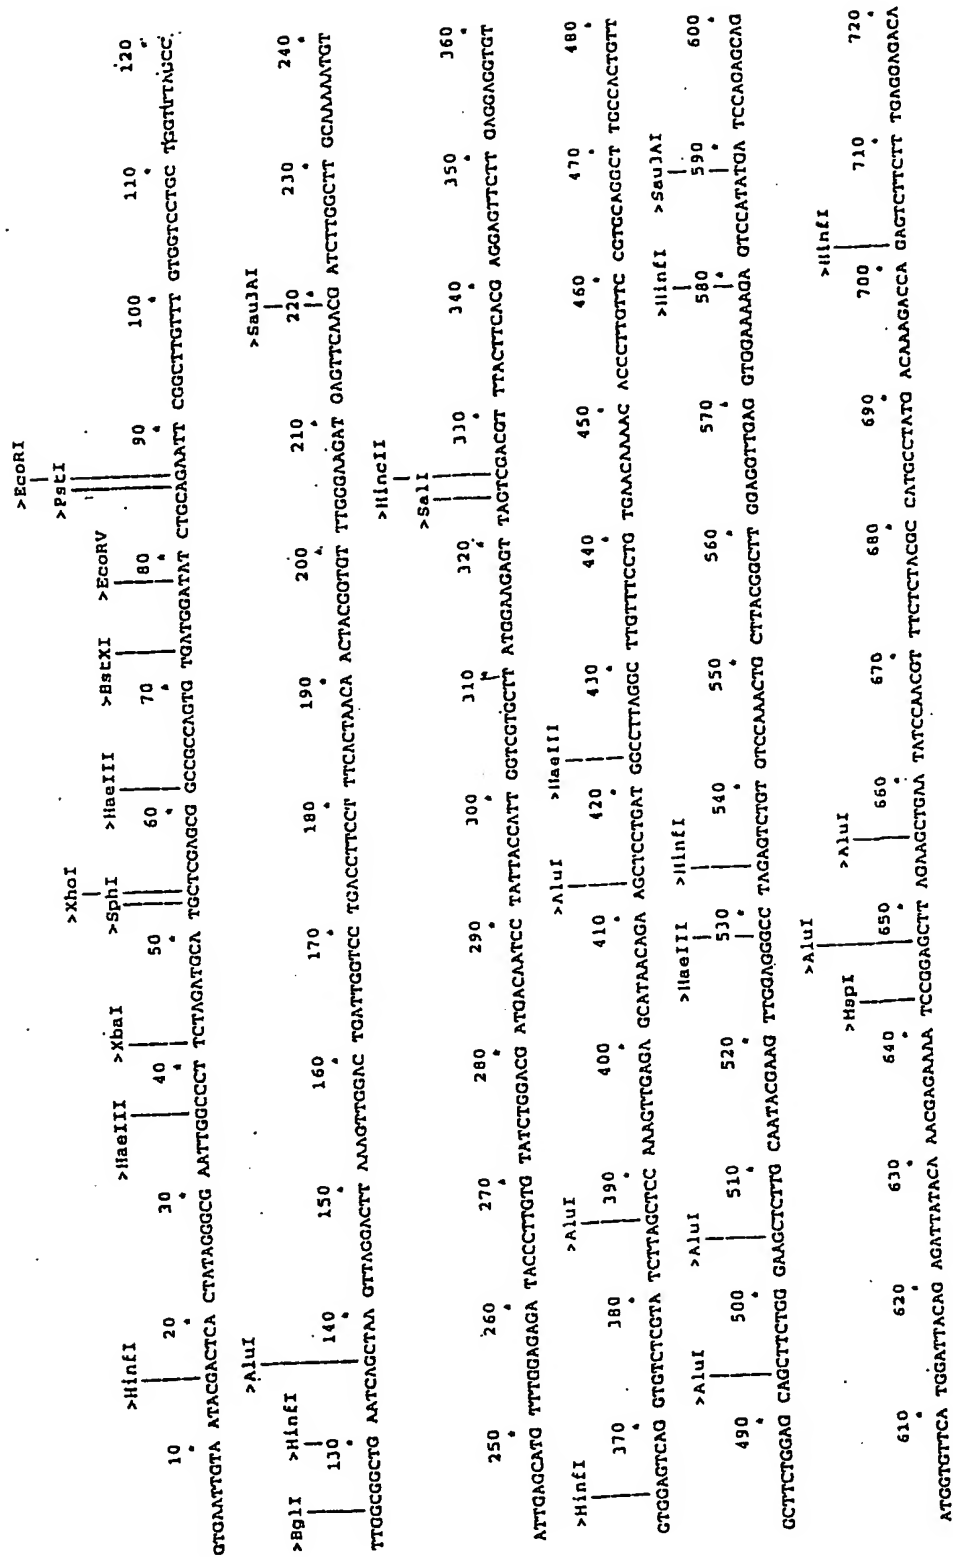 >EcoRI
>XhoI >PstI
>HinfI >HaeIII >XbaI >SphI >HaeIII >BstXI >EcoRV
10 20 30 40 50 60 70 80 90 100 110 120
GTGAATTGTA ATACGACTCA CTATAGGGCG AATTGGCCCT TCTAGATGCA TGCTCGAGCG GCCGCCAGTG TGATGGATAT CTGCAGAATT CGGCTTGTTT GTGGTCCTGC
>BglI >HinfI >AluI >Sau3AI
130 140 150 160 170 180 190 200 210 220 230 240
TTGGCGGCTG AATCAGCTAA GTTAGGACTT AAAGTTGGAC TGATTGGTCC TGACCTTCCT TTCACTAACA ACTACGGTGT TTGGGAAGAT GAGTTCAACG ATCTTGGCTT GCAAAAATGT
>HincII
>SalI
250 260 270 280 290 300 310 320 330 340 350 360
ATTGAGCATG TTTGGAGAGA TACCCTTGTG TATCTGGACG ATGACAATCC TATTACCATT GGTCGTGCTT ATGGAAGAGT TAGTCGACGT TTACTTCACG AGGAGTTCTT GAGGAGGTGT
>HinfI >AluI >AluI >HaeIII
370 380 390 400 410 420 430 440 450 460 470 480
GTGGAGTCAG GTGTCTCGTA TCTTAGCTCC AAAGTTGAGA GCATAACAGA AGCTCCTGAT GGCCTTAGGC TTGTTTCCTG TGAACAAAAC ACCCTTGTTC CGTGCAGGCT TGCCACTGTT
>AluI >AluI >HaeIII >HinfI >HinfI >Sau3AI
490 500 510 520 530 540 550 560 570 580 590 600
GCTTCTGGAG CAGCTTCTGG GAAGCTCTTG CAATACGAAG TTGGAGGGCC TAGAGTCTGT GTCCAAACTG CTTACGGCTT GGAGGTTGAG GTGGAAAAGA GTCCATATGA TCCAGAGCAG
>AluI
>HspI >AluI >HinfI
610 620 630 640 650 660 670 680 690 700 710 720
ATGGTGTTCA TGGATTACAG AGATTATACA AACGAGAAAA TCCGGAGCTT AGAAGCTGAA TATCCAACGT TTCTCTACGC CATGCCTATG ACAAAGACCA GAGTCTTCTT TGAGGAGACA